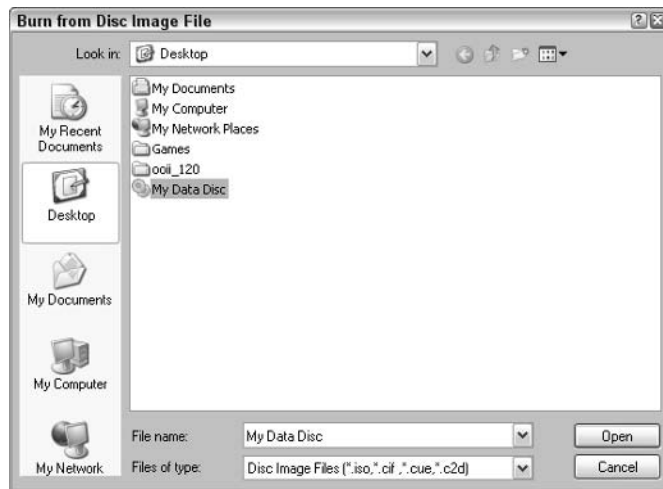 Burn from Disc Image File
Look in: Desktop
My Documents
My Computer
My Network Places
Games
ooii_120
My Data Disc
My Recent
Documents
Desktop
My Documents
My Computer
My Network
File name: My Data Disc Open
Files of type: Disc Image Files (*.iso,*.cif ,*.cue,*.c2d) Cancel